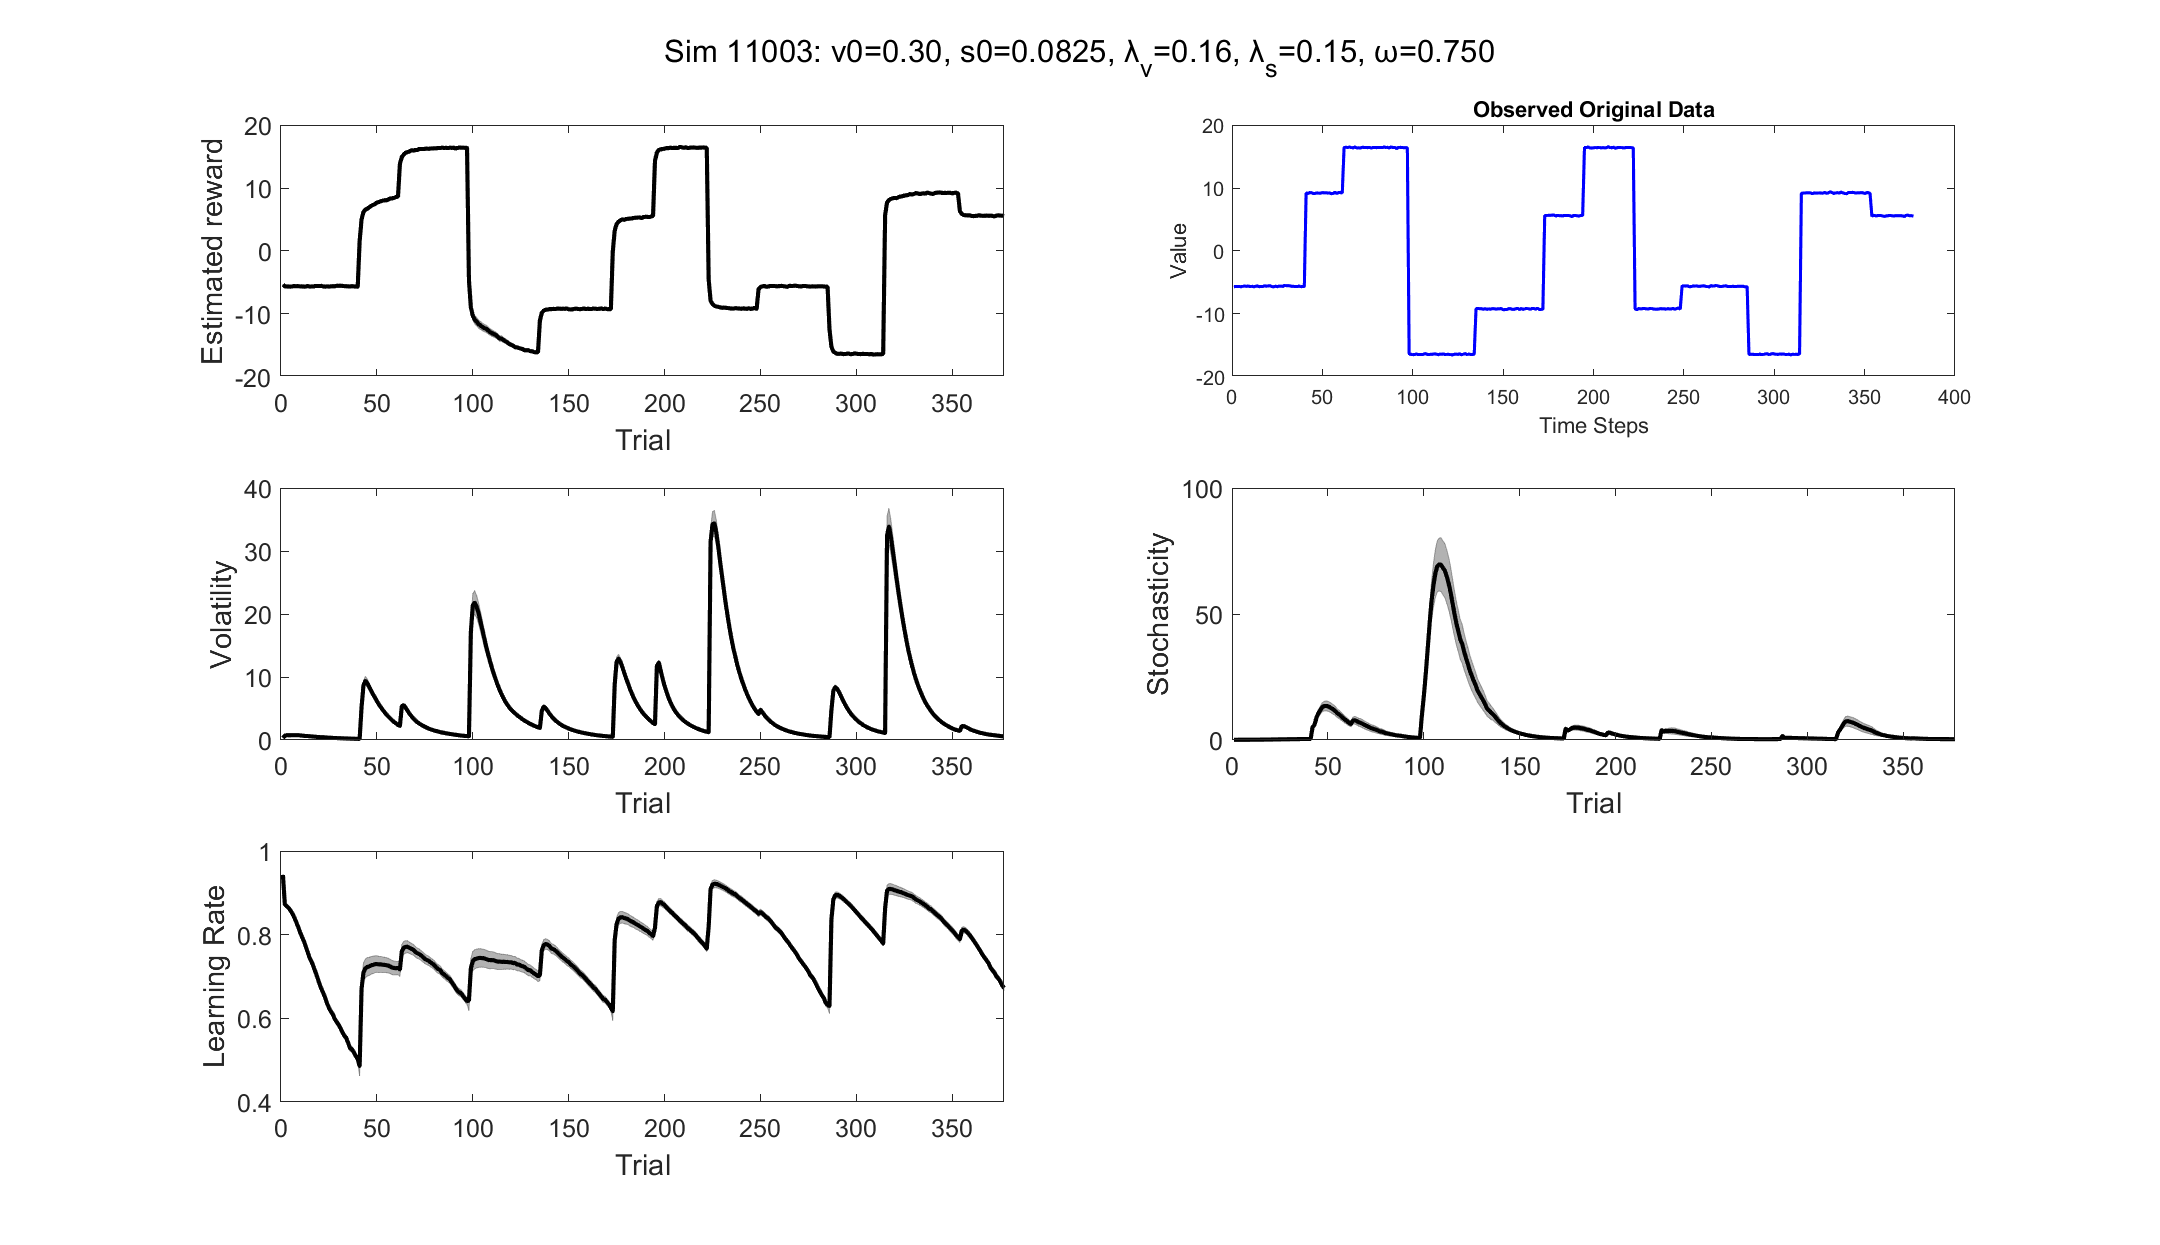 Sim 11003: v0=0.30, s0=0.0825, λ_v=0.16, λ_s=0.15, ω=0.750
Estimated reward
20
10
0
-10
-20
0 50 100 150 200 250 300 350
Trial
Observed Original Data
Value
20
10
0
-10
-20
0 50 100 150 200 250 300 350 400
Time Steps
Volatility
40
30
20
10
0
0 50 100 150 200 250 300 350
Trial
Stochasticity
100
50
0
0 50 100 150 200 250 300 350
Trial
Learning Rate
1
0.8
0.6
0.4
0 50 100 150 200 250 300 350
Trial